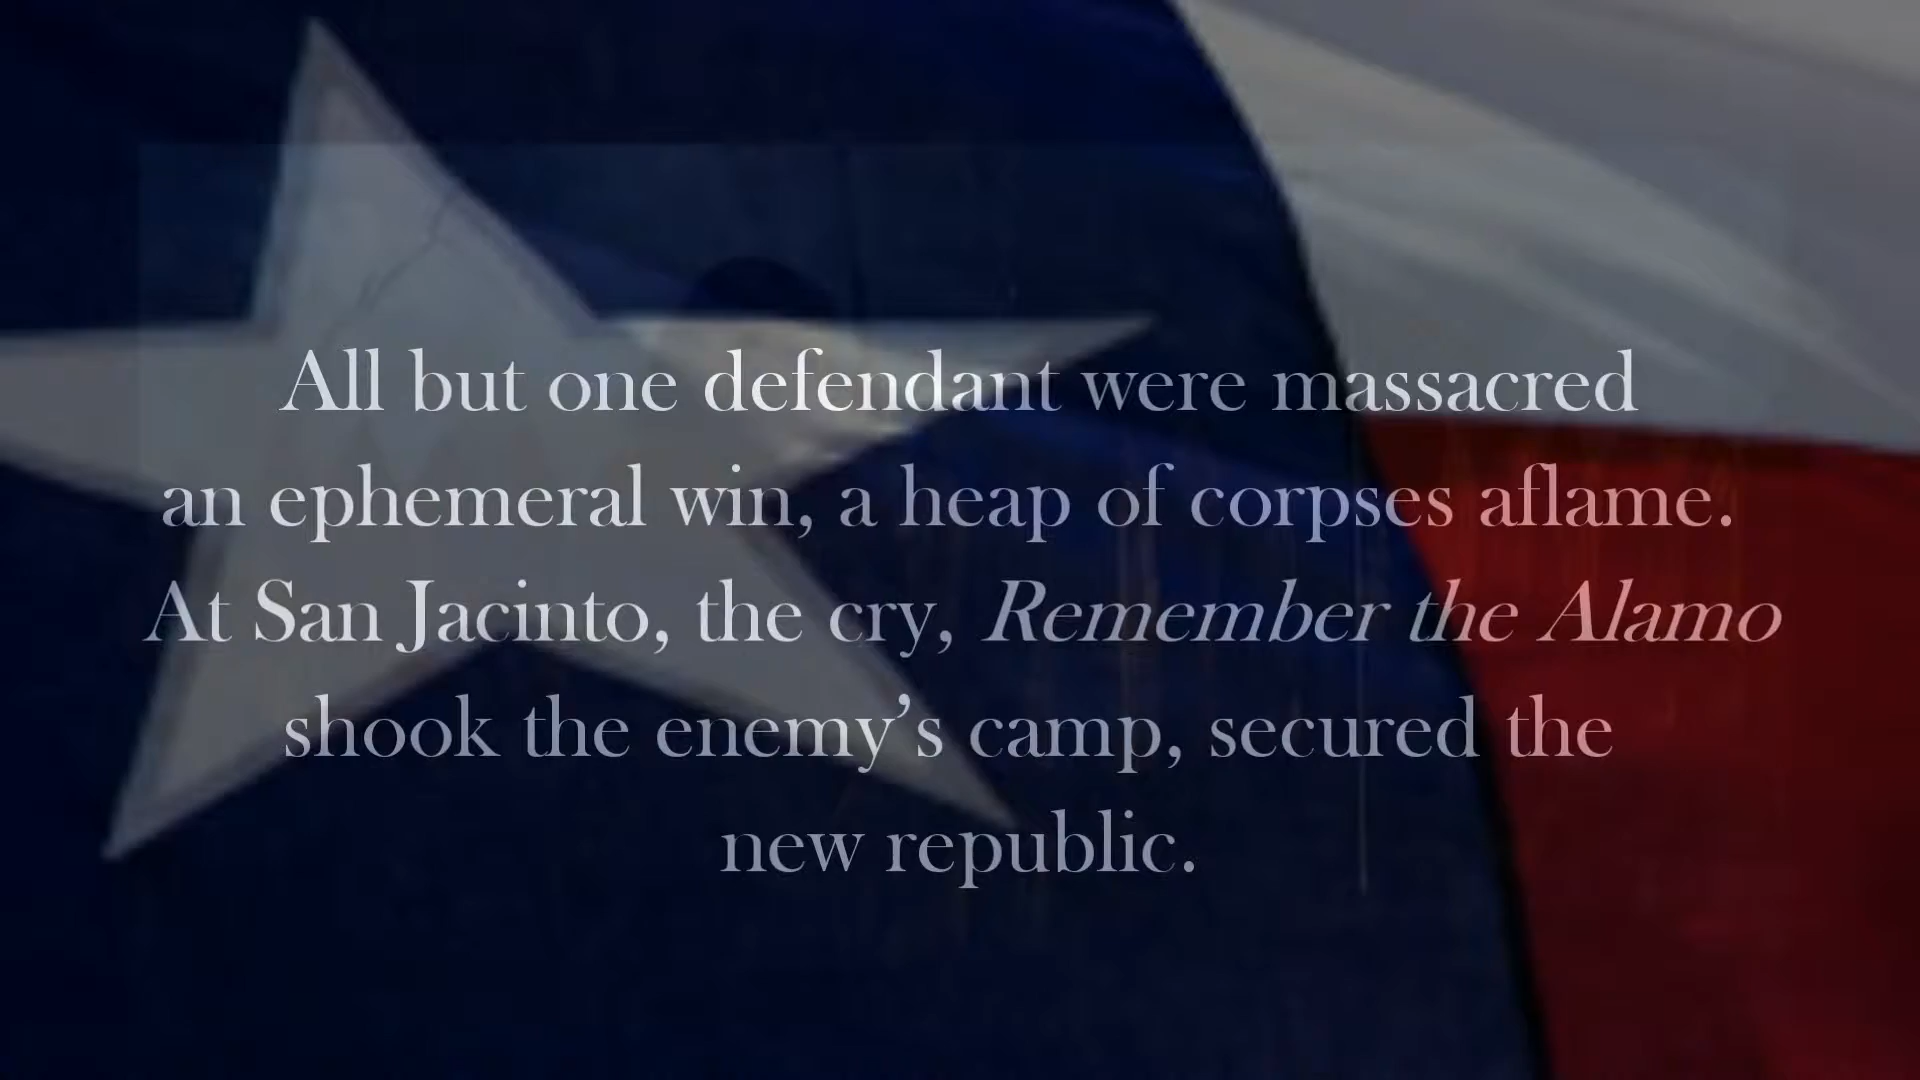 All but one defendant were massacred
an ephemeral win, a heap of corpses aflame.
At San Jacinto, the cry, Remember the Alamo
shook the enemy’s camp, secured the
new republic.